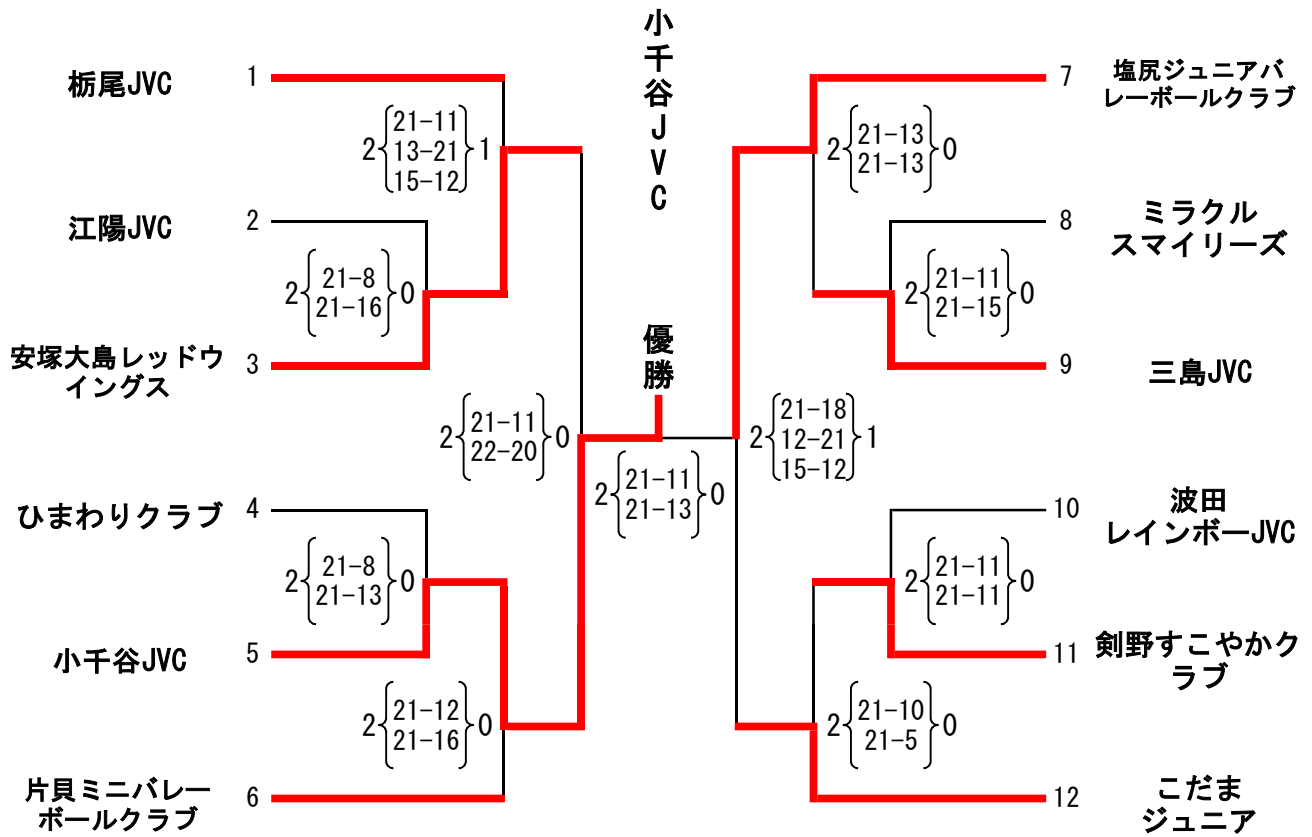 小千谷JVC
優勝
栃尾JVC
1
2
21-11
13-21
15-12
1
江陽JVC
2
2
21-8
21-16
0
安塚大島レッドウ
イングス
3
2
21-11
22-20
0
ひまわりクラブ
4
2
21-8
21-13
0
小千谷JVC
5
2
21-12
21-16
0
片貝ミニバレー
ボールクラブ
6
2
21-11
21-13
0
7
塩尻ジュニアバ
レーボールクラブ
2
21-13
21-13
0
8
ミラクル
スマイリーズ
2
21-11
21-15
0
9
三島JVC
2
21-18
12-21
15-12
1
10
波田
レインボーJVC
2
21-11
21-11
0
11
剣野すこやかク
ラブ
2
21-10
21-5
0
12
こだま
ジュニア